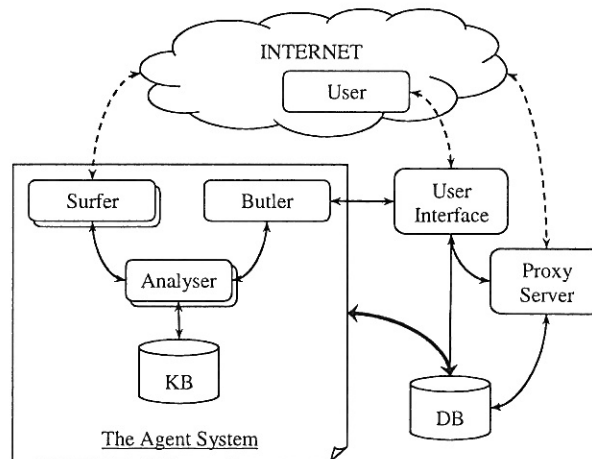 INTERNET
User
Surfer
Butler
User
Interface
Analyser
Proxy
Server
KB
DB
The Agent System